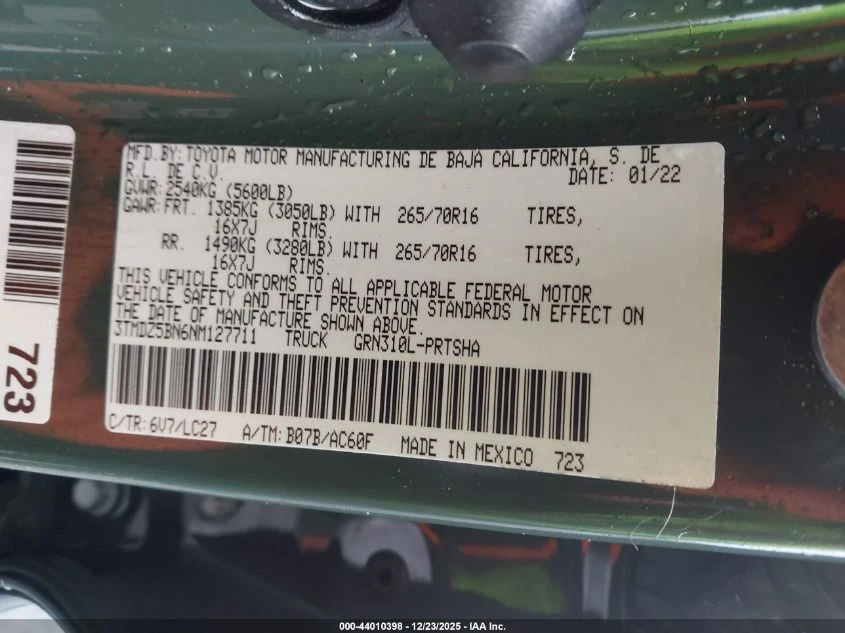 MFD. BY: TOYOTA MOTOR MANUFACTURING DE BAJA CALIFORNIA, S. DE
R.L. DE C.V. DATE: 01/22
GVWR: 2540KG (5600LB)
GAWR: FRT. 1385KG (3050LB) WITH 265/70R16 TIRES,
16X7J RIMS.
RR. 1490KG (3280LB) WITH 265/70R16 TIRES,
16X7J RIMS.
THIS VEHICLE CONFORMS TO ALL APPLICABLE FEDERAL MOTOR
VEHICLE SAFETY AND THEFT PREVENTION STANDARDS IN EFFECT ON
THE DATE OF MANUFACTURE SHOWN ABOVE.
3TMDZ5BN6NM127711 TRUCK GRN310L-PRTSHA
C/TR: 6V7/LC27 A/TM: B07B/AC60F MADE IN MEXICO 723
723
000-44010398 - 12/23/2025 - IAA Inc.